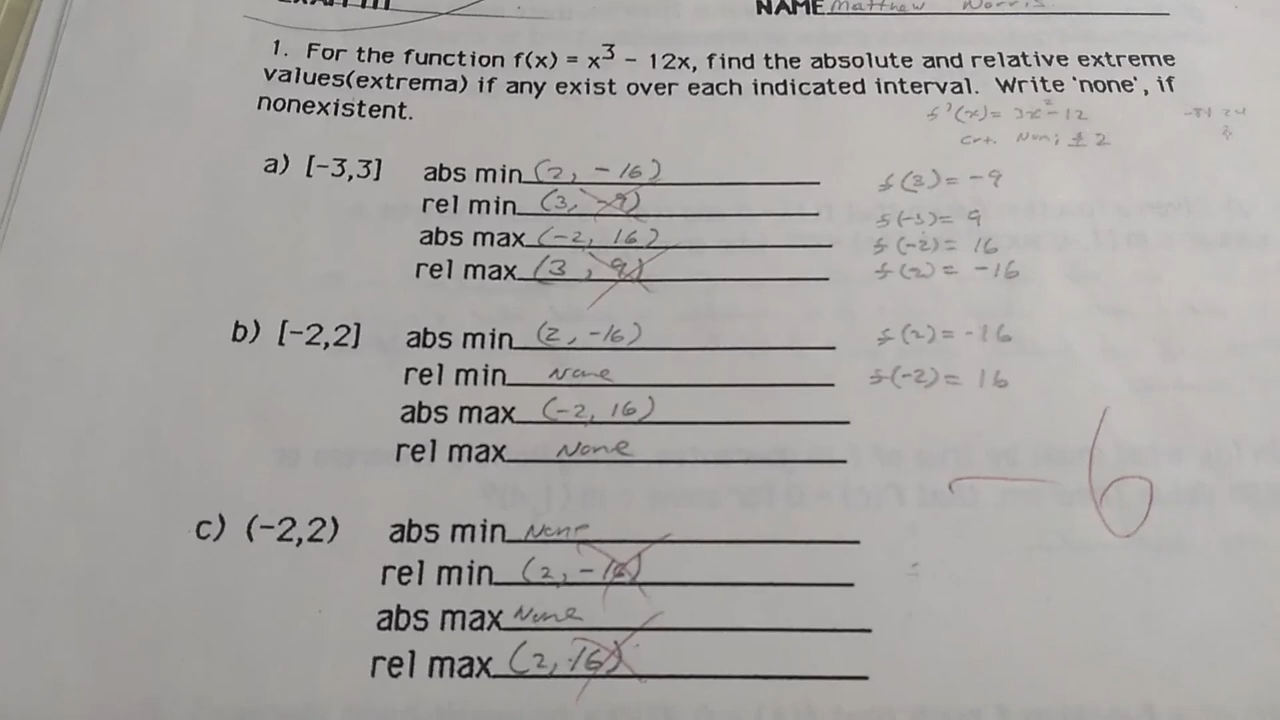 EXAM III
NAME Matthew Norris
1. For the function f(x) = x³ - 12x, find the absolute and relative extreme
values(extrema) if any exist over each indicated interval. Write 'none', if
nonexistent.
f'(x)= 3x²-12
Crt. Num; ±2
a) [-3,3] abs min (2, -16) f(3)= -9
rel min (3, -9) f(-3)= 9
abs max (-2, 16) f(-2)= 16
rel max (3, 9) f(2)= -16
b) [-2,2] abs min (2, -16) f(2)= -16
rel min None f(-2)= 16
abs max (-2, 16)
rel max None
-6
c) (-2,2) abs min None
rel min (2, -16)
abs max None
rel max (2, 16)